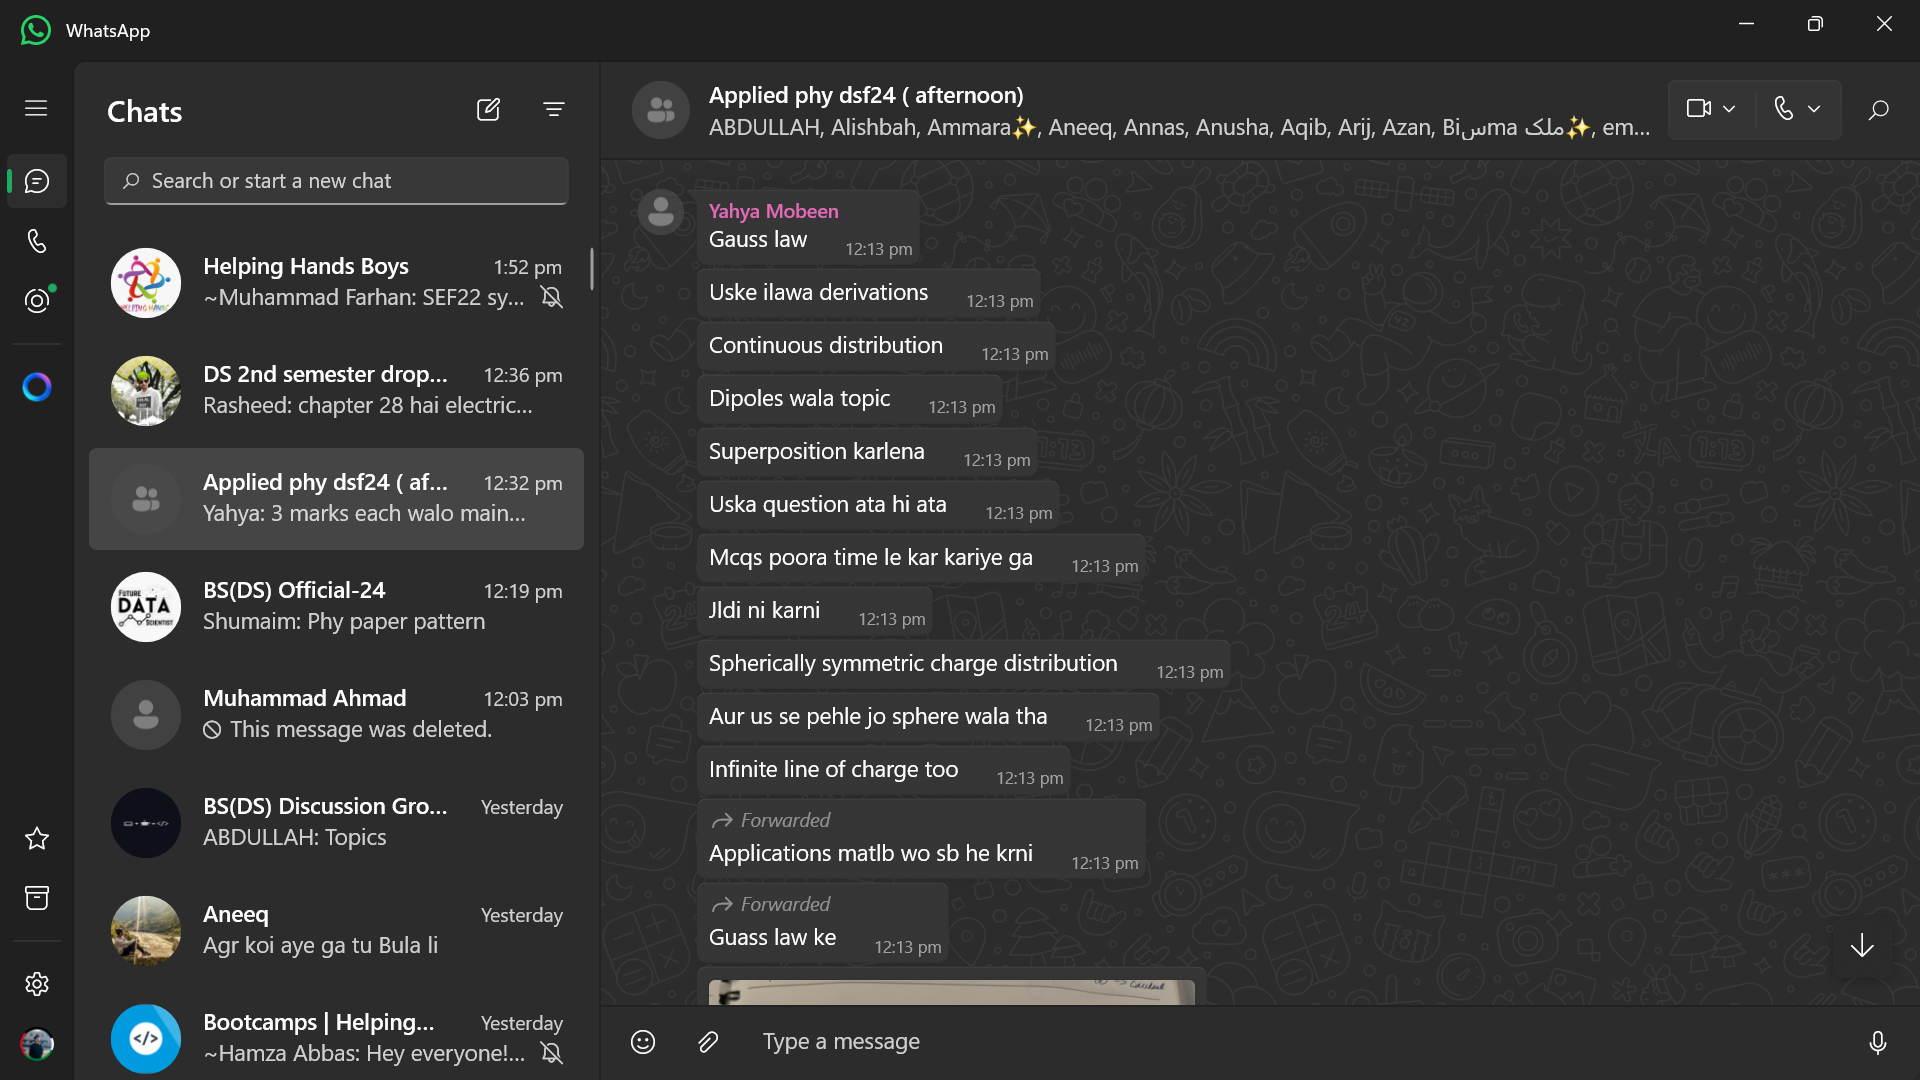 WhatsApp
Chats
Search or start a new chat
Helping Hands Boys 1:52 pm
~Muhammad Farhan: SEF22 sy...
DS 2nd semester drop... 12:36 pm
Rasheed: chapter 28 hai electric...
Applied phy dsf24 ( af... 12:32 pm
Yahya: 3 marks each walo main...
FUTURE
DATA
SCIENTIST
BS(DS) Official-24 12:19 pm
Shumaim: Phy paper pattern
Muhammad Ahmad 12:03 pm
This message was deleted.
BS(DS) Discussion Gro... Yesterday
ABDULLAH: Topics
Aneeq Yesterday
Agr koi aye ga tu Bula li
</>
Bootcamps | Helping... Yesterday
~Hamza Abbas: Hey everyone!...
Applied phy dsf24 ( afternoon)
ABDULLAH, Alishbah, Ammara✨, Aneeq, Annas, Anusha, Aqib, Arij, Azan, Biسma ملک✨, em...
Yahya Mobeen
Gauss law 12:13 pm
Uske ilawa derivations 12:13 pm
Continuous distribution 12:13 pm
Dipoles wala topic 12:13 pm
Superposition karlena 12:13 pm
Uska question ata hi ata 12:13 pm
Mcqs poora time le kar kariye ga 12:13 pm
Jldi ni karni 12:13 pm
Spherically symmetric charge distribution 12:13 pm
Aur us se pehle jo sphere wala tha 12:13 pm
Infinite line of charge too 12:13 pm
Forwarded
Applications matlb wo sb he krni 12:13 pm
Forwarded
Guass law ke 12:13 pm
Type a message